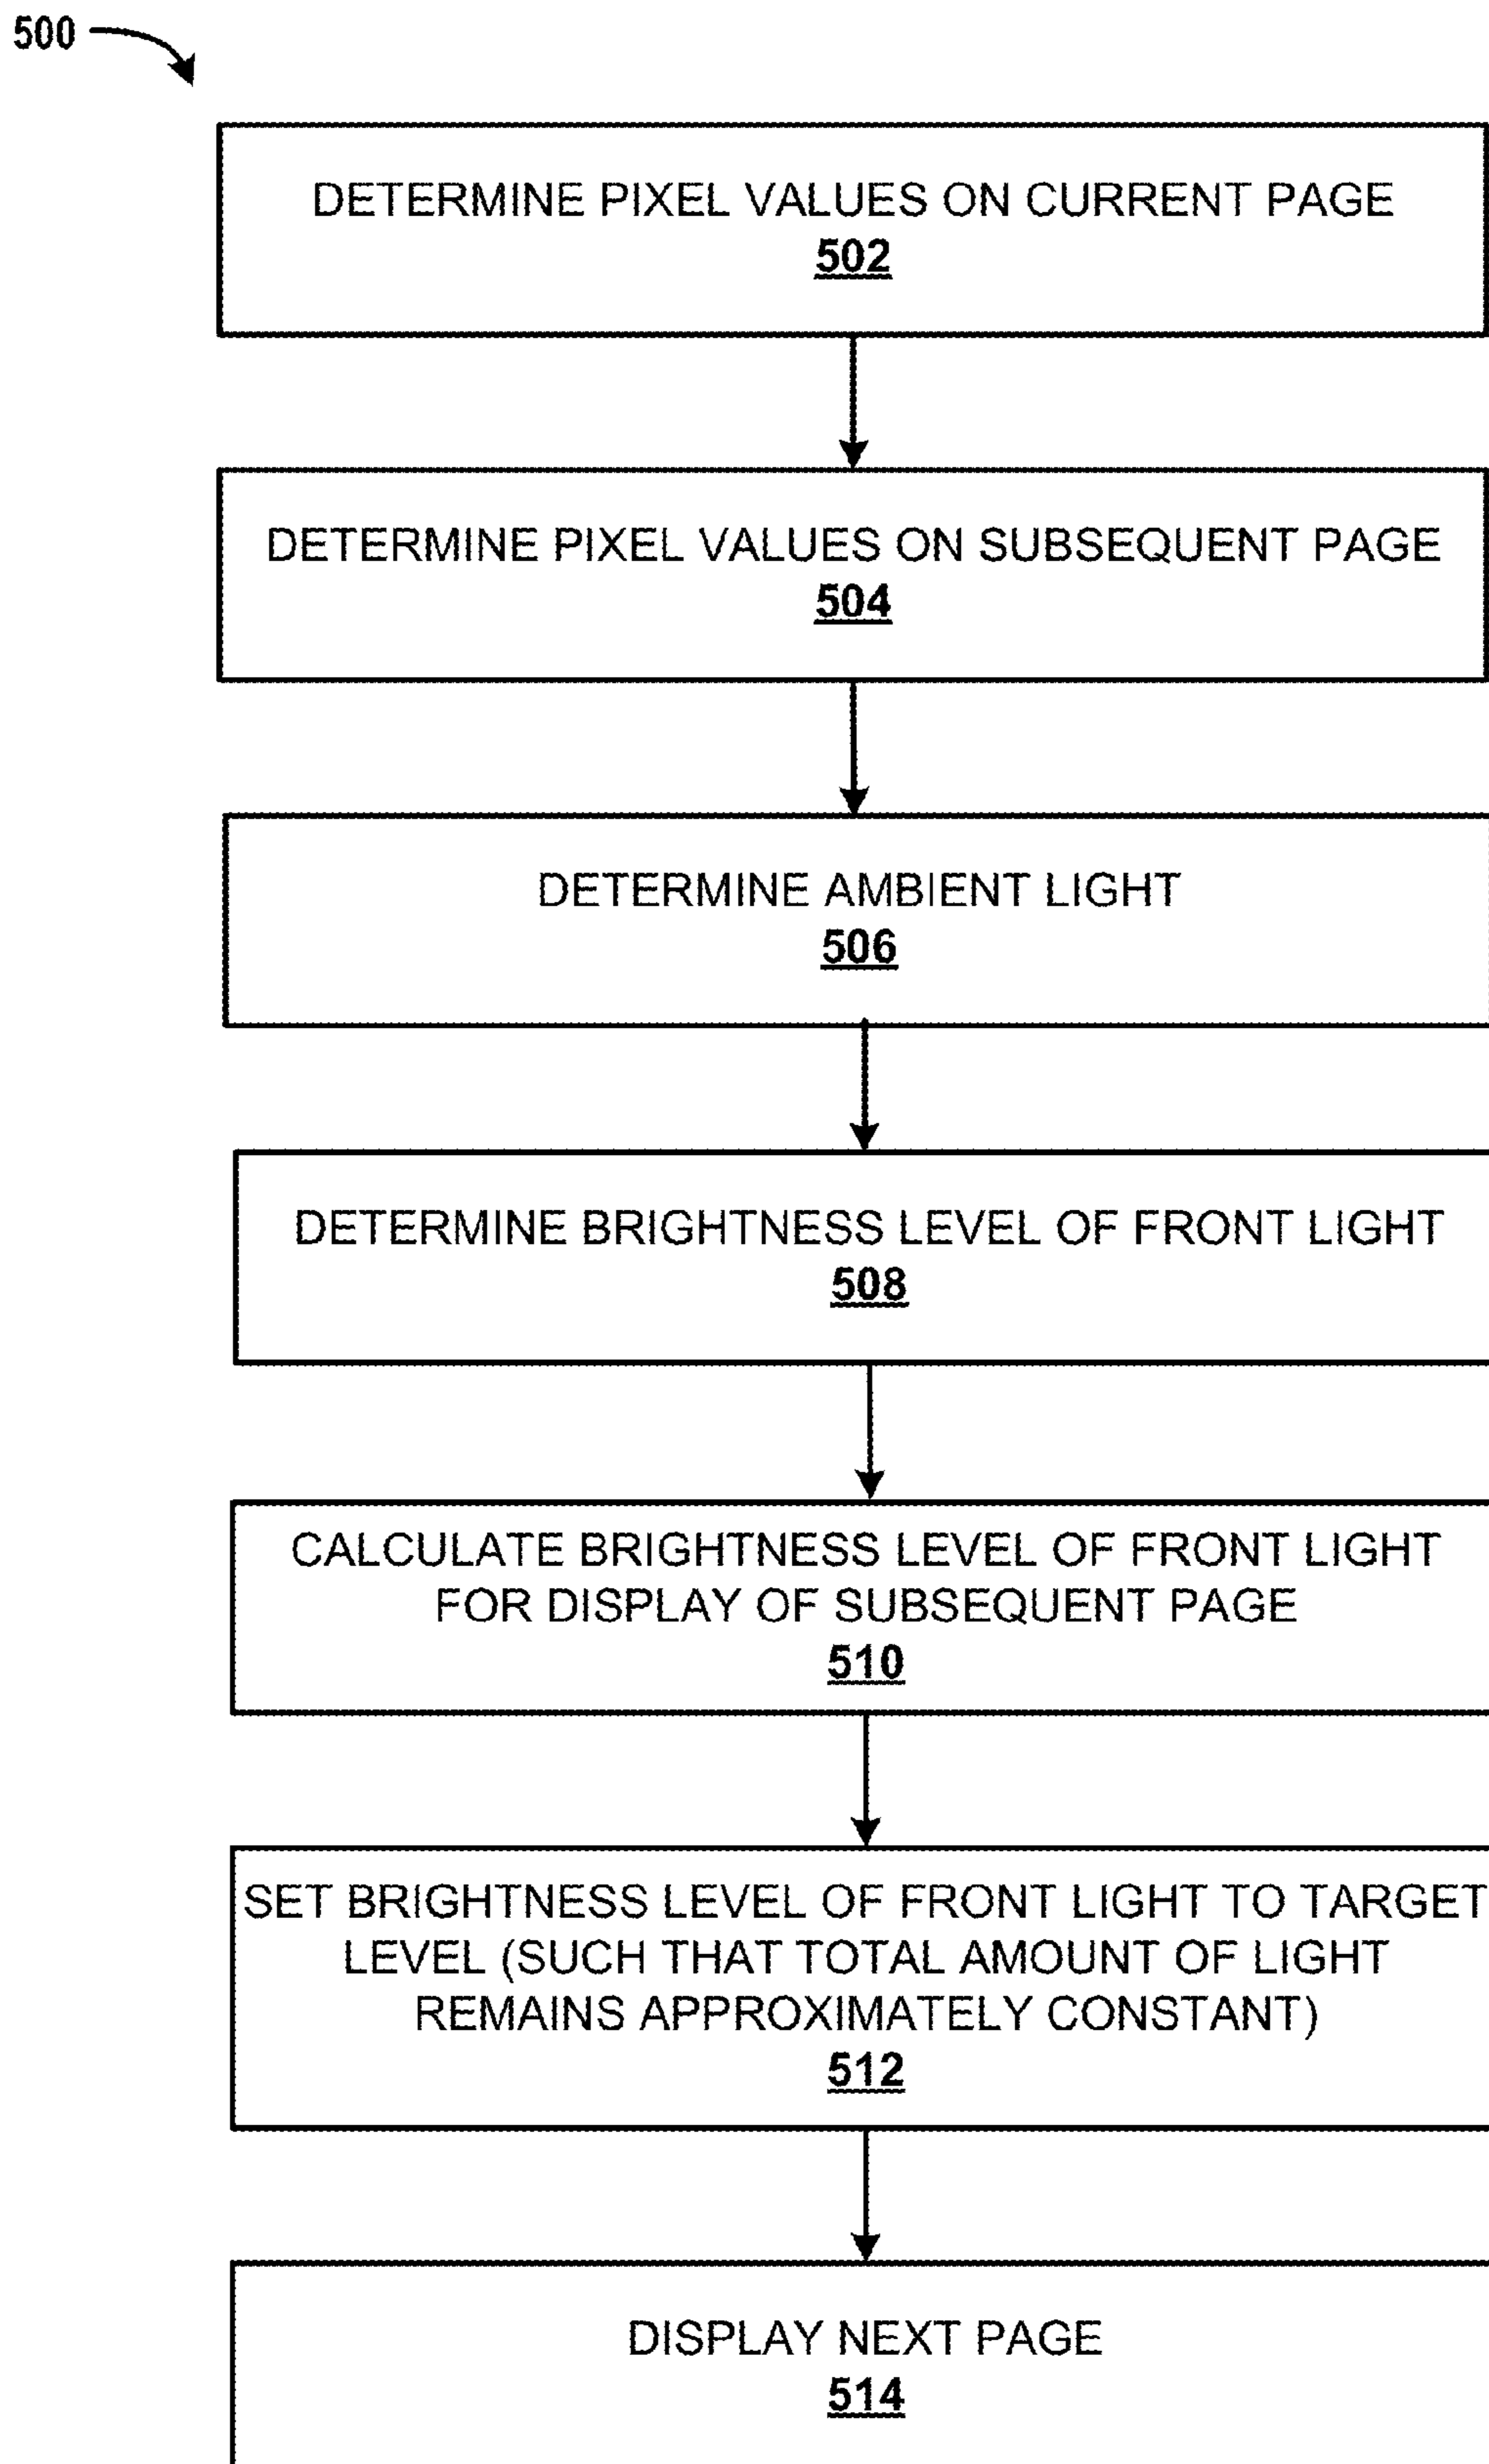 500
DETERMINE PIXEL VALUES ON CURRENT PAGE
502
DETERMINE PIXEL VALUES ON SUBSEQUENT PAGE
504
DETERMINE AMBIENT LIGHT
506
DETERMINE BRIGHTNESS LEVEL OF FRONT LIGHT
508
CALCULATE BRIGHTNESS LEVEL OF FRONT LIGHT
FOR DISPLAY OF SUBSEQUENT PAGE
510
SET BRIGHTNESS LEVEL OF FRONT LIGHT TO TARGET
LEVEL (SUCH THAT TOTAL AMOUNT OF LIGHT
REMAINS APPROXIMATELY CONSTANT)
512
DISPLAY NEXT PAGE
514